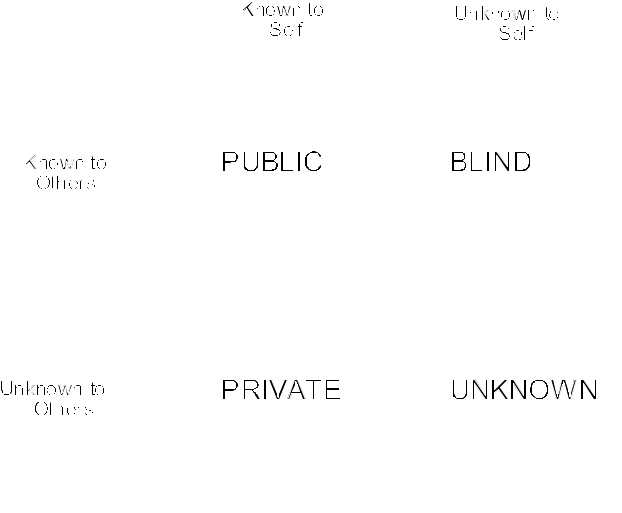 Known to
Self
Unknown to
Self
Known to
Others
PUBLIC
BLIND
Unknown to
Others
PRIVATE
UNKNOWN